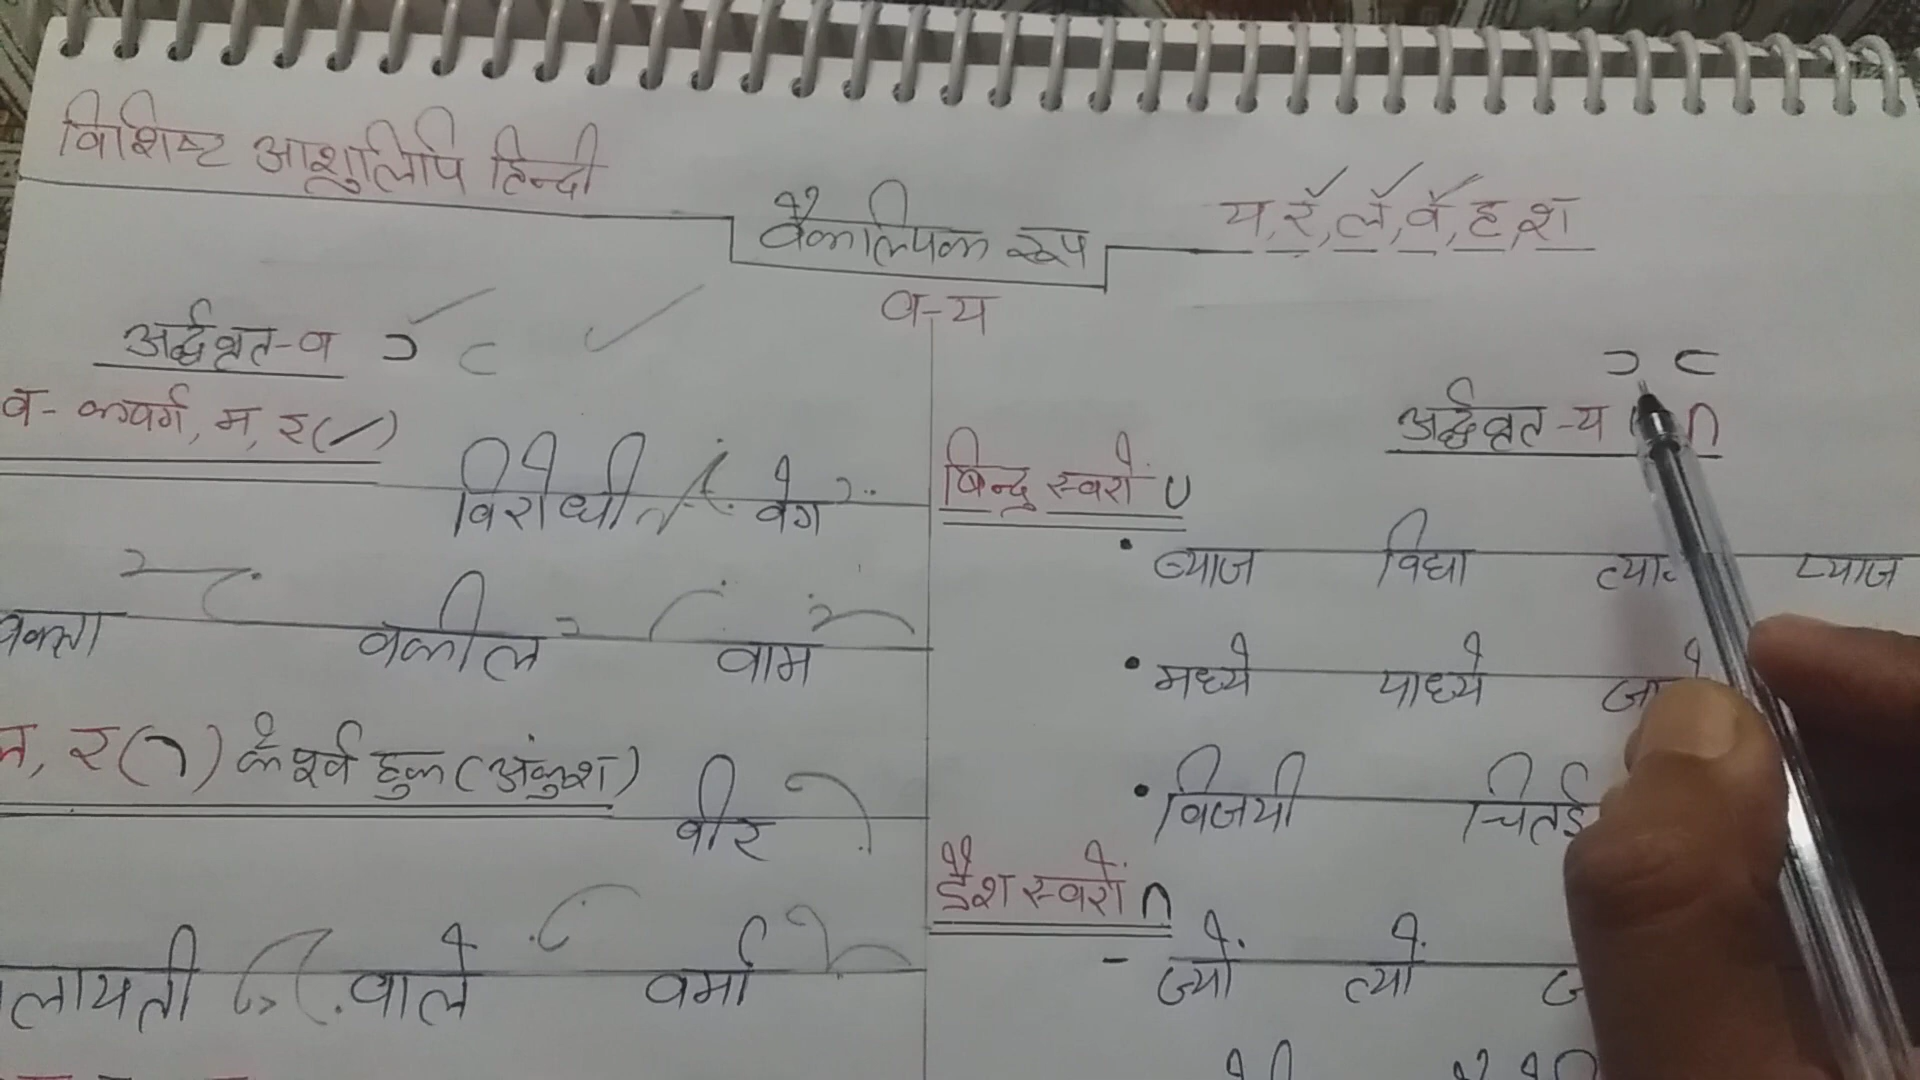 विशिष्ट आशुलिपि हिन्दी
वैकल्पिक रूप
य, र, ल, व, ह, श
व-य
अर्द्धवृत-व
व- कवर्ग, म, र(/)
विरोधी वेग
वकील वाम
र( ) के पूर्व हुक (अंकुश)
वीर
वाले वर्मा
अर्द्धवृत-य
बिन्दु स्वरों
• ब्याज विद्या प्याज
• मध्ये पाध्ये
• विजयी
डैश स्वरों
- ज्यों त्यों